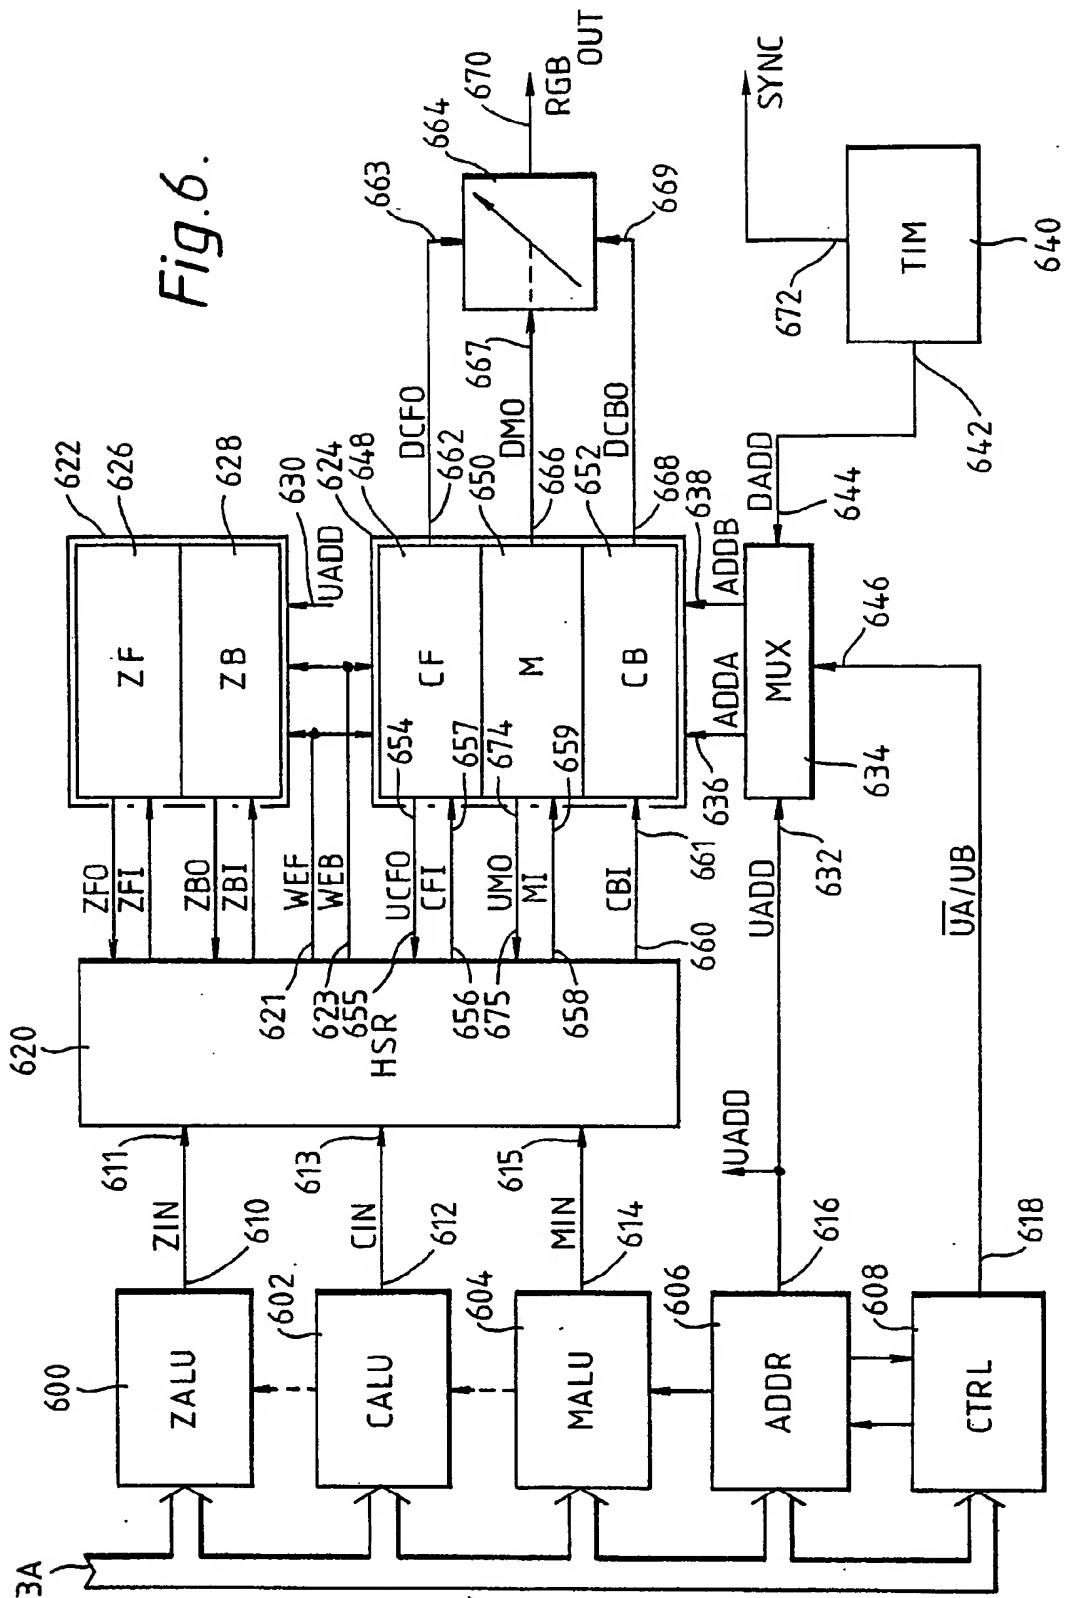 Fig.6.
3A
600
ZALU
602
CALU
604
MALU
606
ADDR
608
CTRL
ZIN
610
611
CIN
612
613
MIN
614
615
UADD
616
618
620
HSR
621
623
655
656
675
658
660
ZFO
ZFI
ZBO
ZBI
WEF
WEB
UCFO
CFI
UMO
MI
CBI
661
UADD
632
UA/UB
622
626
628
ZF
ZB
630
UADD
624
648
650
652
CF
M
CB
654
657
674
659
636
ADDA
ADDB
638
MUX
634
646
644
DADD
642
DCFO
662
DMO
666
DCBO
668
663
664
667
669
670
RGB
OUT
SYNC
672
TIM
640